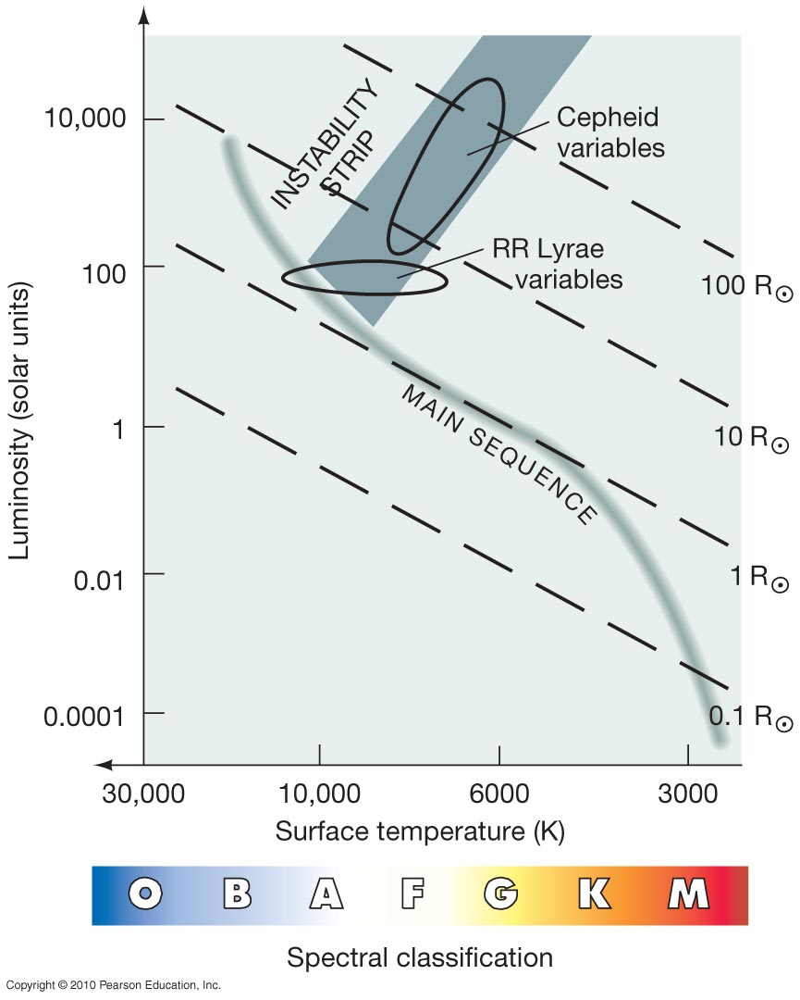 10,000
100
1
0.01
0.0001
Luminosity (solar units)
INSTABILITY
STRIP
Cepheid
variables
RR Lyrae
variables
MAIN SEQUENCE
100 R☉
10 R☉
1 R☉
0.1 R☉
30,000 10,000 6000 3000
Surface temperature (K)
O B A F G K M
Spectral classification
Copyright © 2010 Pearson Education, Inc.